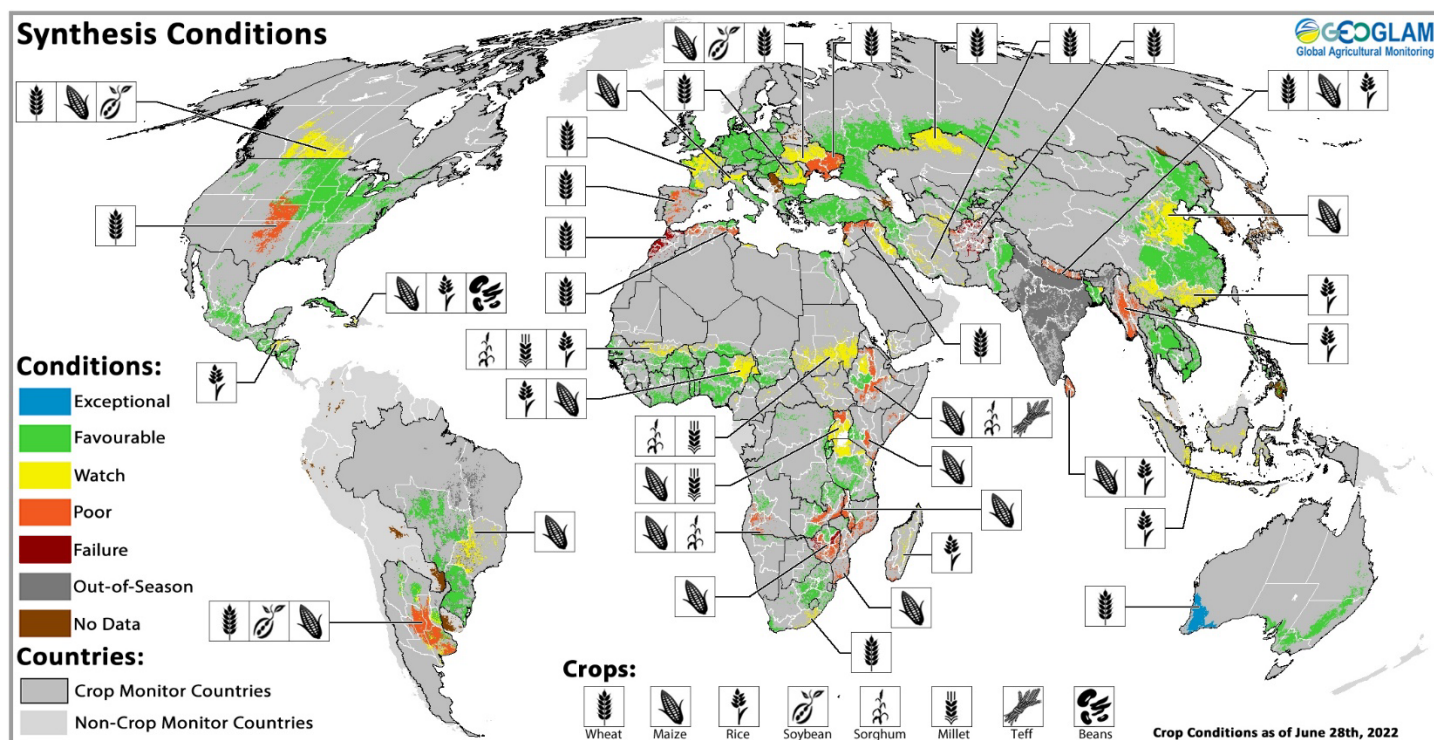 Synthesis Conditions
GEOGLAM
Global Agricultural Monitoring
Conditions:
Exceptional
Favourable
Watch
Poor
Failure
Out-of-Season
No Data
Countries:
Crop Monitor Countries
Non-Crop Monitor Countries
Crops:
Wheat Maize Rice Soybean Sorghum Millet Teff Beans
Crop Conditions as of June 28th, 2022